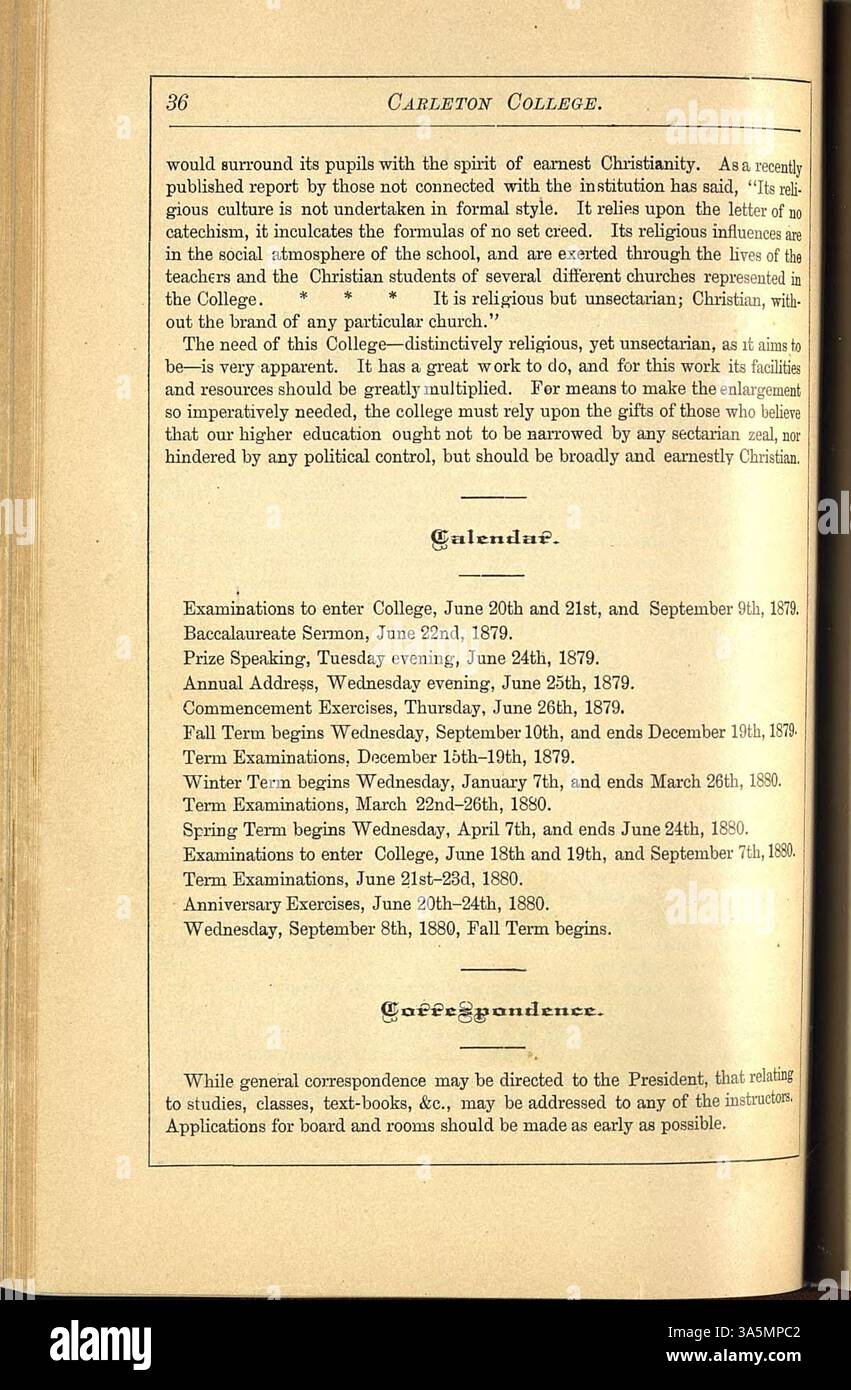 36 CARLETON COLLEGE.
would surround its pupils with the spirit of earnest Christianity. As a recently
published report by those not connected with the institution has said, "Its reli-
gious culture is not undertaken in formal style. It relies upon the letter of no
catechism, it inculcates the formulas of no set creed. Its religious influences are
in the social atmosphere of the school, and are exerted through the lives of the
teachers and the Christian students of several different churches represented in
the College. * * * It is religious but unsectarian; Christian, with-
out the brand of any particular church."
The need of this College—distinctively religious, yet unsectarian, as it aims to
be—is very apparent. It has a great work to do, and for this work its facilities
and resources should be greatly multiplied. For means to make the enlargement
so imperatively needed, the college must rely upon the gifts of those who believe
that our higher education ought not to be narrowed by any sectarian zeal, nor
hindered by any political control, but should be broadly and earnestly Christian.
Calendar.
Examinations to enter College, June 20th and 21st, and September 9th, 1879.
Baccalaureate Sermon, June 22nd, 1879.
Prize Speaking, Tuesday evening, June 24th, 1879.
Annual Address, Wednesday evening, June 25th, 1879.
Commencement Exercises, Thursday, June 26th, 1879.
Fall Term begins Wednesday, September 10th, and ends December 19th, 1879.
Term Examinations, December 15th-19th, 1879.
Winter Term begins Wednesday, January 7th, and ends March 26th, 1880.
Term Examinations, March 22nd-26th, 1880.
Spring Term begins Wednesday, April 7th, and ends June 24th, 1880.
Examinations to enter College, June 18th and 19th, and September 7th, 1880.
Term Examinations, June 21st-23d, 1880.
Anniversary Exercises, June 20th-24th, 1880.
Wednesday, September 8th, 1880, Fall Term begins.
Correspondence.
While general correspondence may be directed to the President, that relating
to studies, classes, text-books, &c., may be addressed to any of the instructors.
Applications for board and rooms should be made as early as possible.
alamy
Image ID: 3A5MPC2
www.alamy.com